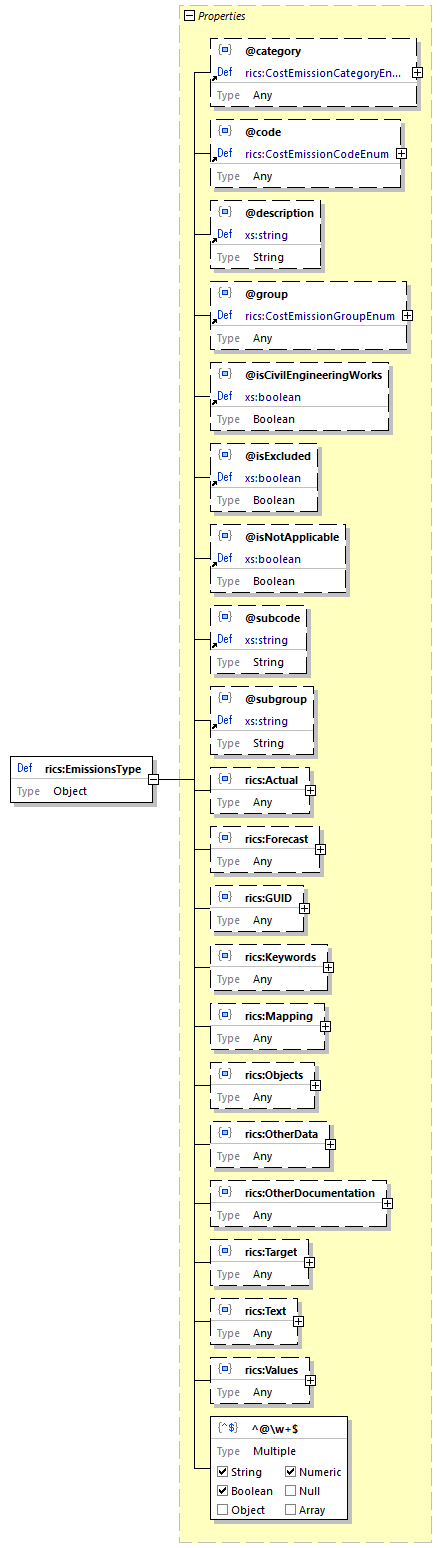 Properties
@category
Def rics:CostEmissionCategoryEn...
Type Any
@code
Def rics:CostEmissionCodeEnum
Type Any
@description
Def xs:string
Type String
@group
Def rics:CostEmissionGroupEnum
Type Any
@isCivilEngineeringWorks
Def xs:boolean
Type Boolean
@isExcluded
Def xs:boolean
Type Boolean
@isNotApplicable
Def xs:boolean
Type Boolean
@subcode
Def xs:string
Type String
@subgroup
Def xs:string
Type String
Def rics:EmissionsType
Type Object
rics:Actual
Type Any
rics:Forecast
Type Any
rics:GUID
Type Any
rics:Keywords
Type Any
rics:Mapping
Type Any
rics:Objects
Type Any
rics:OtherData
Type Any
rics:OtherDocumentation
Type Any
rics:Target
Type Any
rics:Text
Type Any
rics:Values
Type Any
{^$} ^@\w+$
Type Multiple
String Numeric
Boolean Null
Object Array